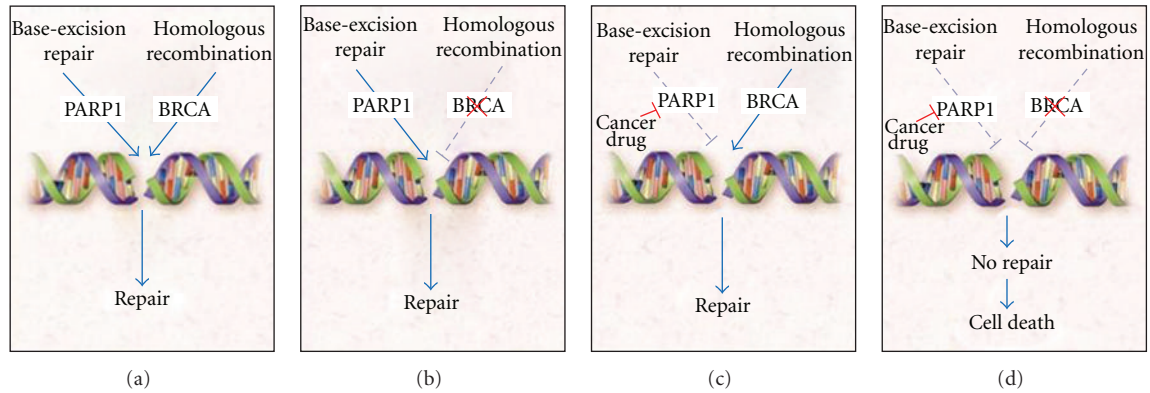 Base-excision
repair
Homologous
recombination
PARP1
BRCA
Repair
(a)
Base-excision
repair
Homologous
recombination
PARP1
BRCA
Repair
(b)
Base-excision
repair
Homologous
recombination
PARP1
BRCA
Cancer
drug
Repair
(c)
Base-excision
repair
Homologous
recombination
PARP1
BRCA
Cancer
drug
No repair
Cell death
(d)